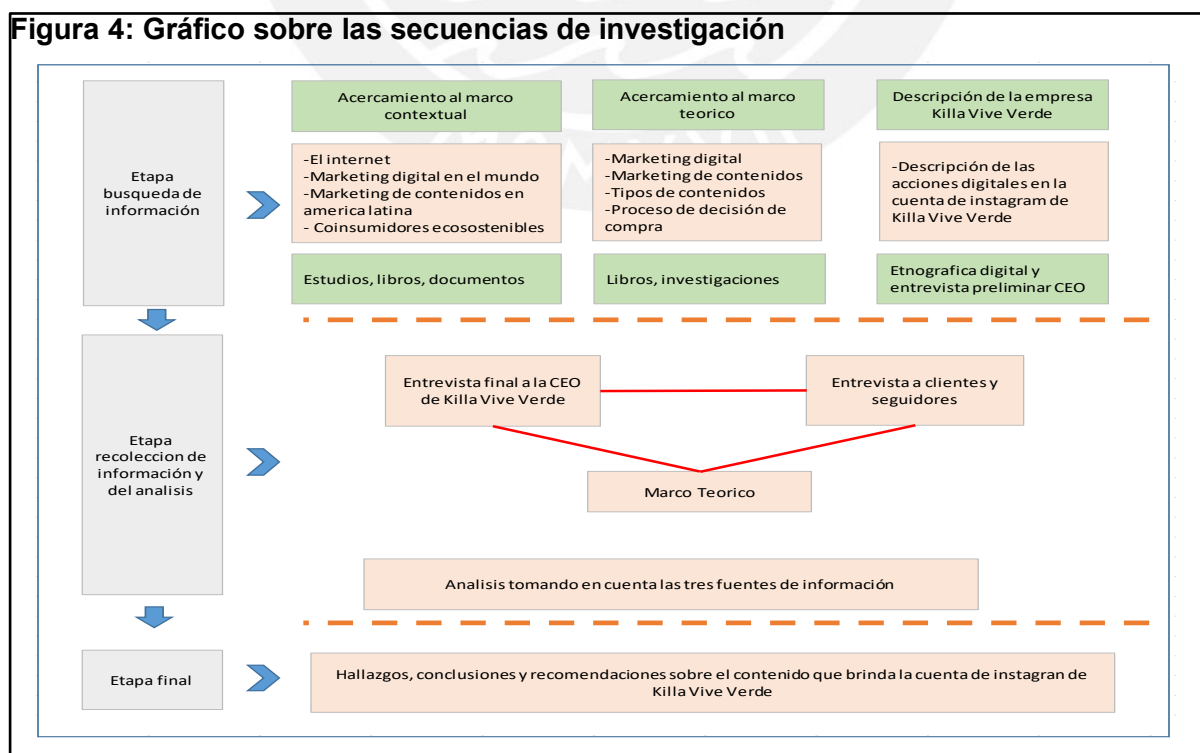 Figura 4: Gráfico sobre las secuencias de investigación
Etapa
busqueda de
información
Acercamiento al marco
contextual
Acercamiento al marco
teorico
Descripción de la empresa
Killa Vive Verde
-El internet
-Marketing digital en el mundo
-Marketing de contenidos en
america latina
- Coinsumidores ecosostenibles
-Marketing digital
-Marketing de contenidos
-Tipos de contenidos
-Proceso de decisión de
compra
-Descripción de las
acciones digitales en la
cuenta de instagram de
Killa Vive Verde
Estudios, libros, documentos
Libros, investigaciones
Etnografica digital y
entrevista preliminar CEO
Etapa
recoleccion de
información y
del analisis
Entrevista final a la CEO
de Killa Vive Verde
Entrevista a clientes y
seguidores
Marco Teorico
Analisis tomando en cuenta las tres fuentes de información
Etapa final
Hallazgos, conclusiones y recomendaciones sobre el contenido que brinda la cuenta de instagran de
Killa Vive Verde